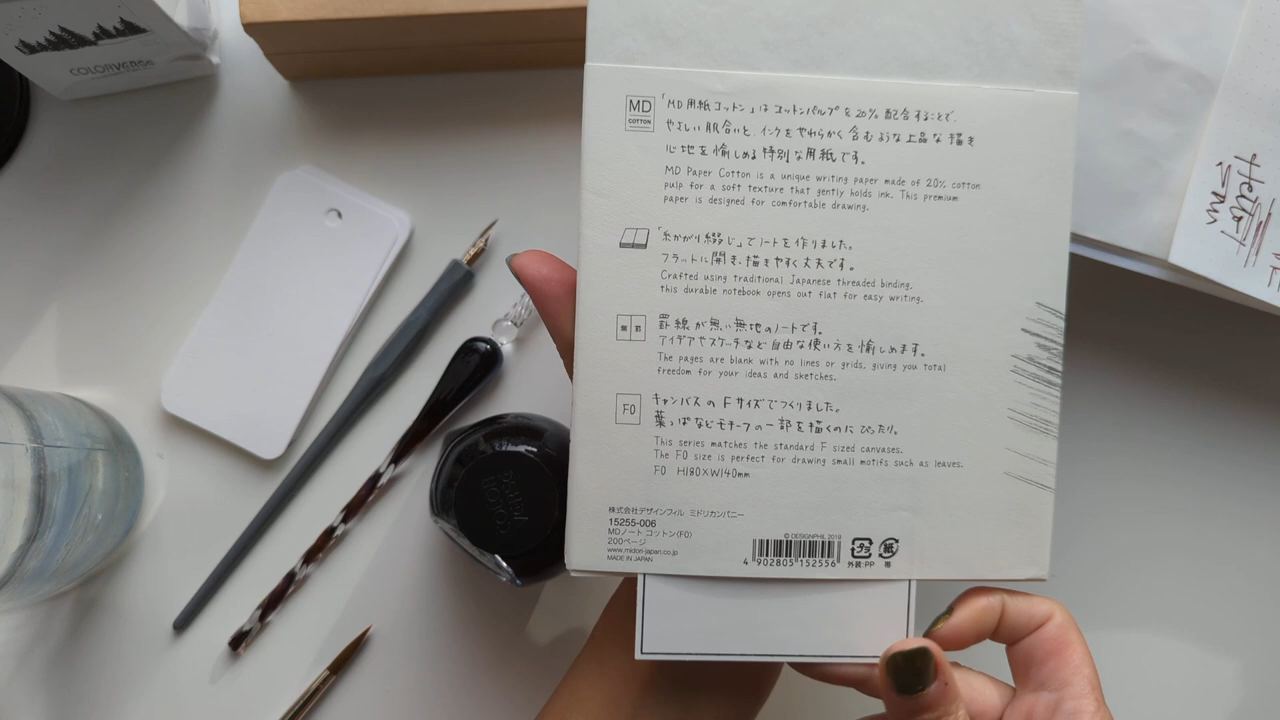 COLORVERSE
MD
COTTON
「MD用紙コットン」は コットンパルプを20% 配合することで、
やさしい肌合いと、インクをやわらかく含むような上品な描き
心地を愉しめる特別な用紙です。
MD Paper Cotton is a unique writing paper made of 20% cotton
pulp for a soft texture that gently holds ink. This premium
paper is designed for comfortable drawing.
「糸かがり綴じ」でノートを作りました。
フラットに開き、描きやすく丈夫です。
Crafted using traditional Japanese threaded binding,
this durable notebook opens out flat for easy writing.
無罫
罫線が無い無地のノートです。
アイデアやスケッチなど自由な使い方を愉しめます。
The pages are blank with no lines or grids, giving you total
freedom for your ideas and sketches.
F0
キャンバスのFサイズでつくりました。
葉っぱなどモチーフの一部を描くのにぴったり。
This series matches the standard F sized canvases.
The F0 size is perfect for drawing small motifs such as leaves.
F0 H180×W140mm
株式会社デザインフィル ミドリカンパニー
15255-006
MDノート コットン〈F0〉
200ページ
www.midori-japan.co.jp
MADE IN JAPAN
© DESIGNPHIL 2019
4 902805 152556
プラ
外装:PP
紙
帯
Hello!